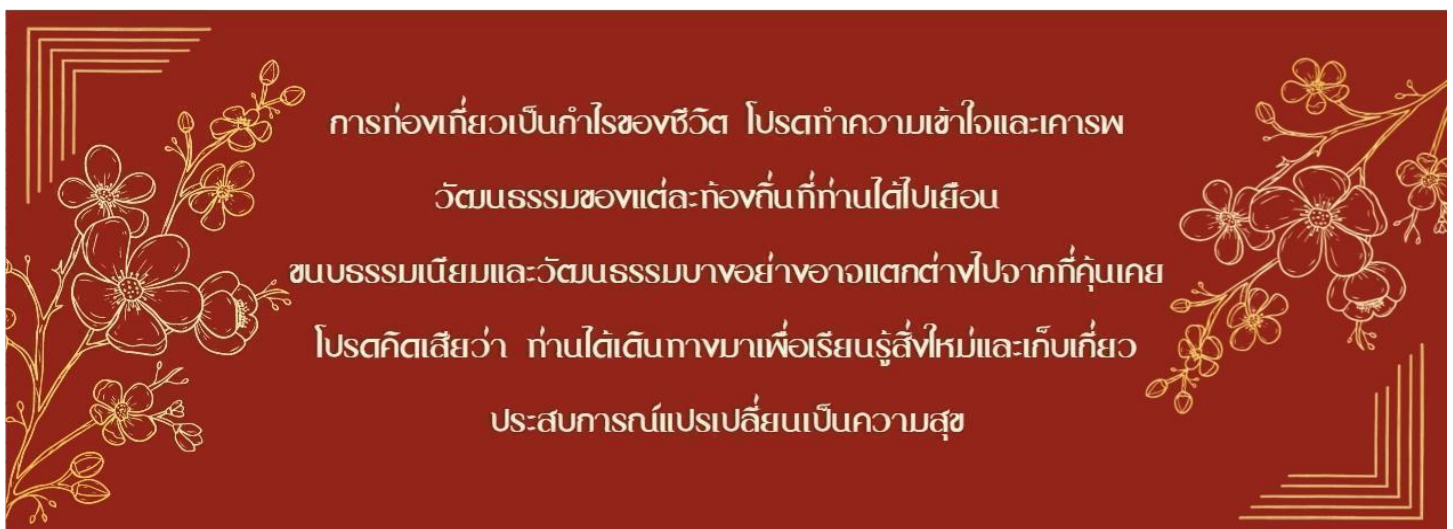 การท่องเที่ยวเป็นกำไรของชีวิต โปรดทำความเข้าใจและเคารพ
วัฒนธรรมของแต่ละท้องถิ่นที่ท่านได้ไปเยือน
ขนบธรรมเนียมและวัฒนธรรมบางอย่างอาจแตกต่างไปจากที่คุ้นเคย
โปรดคิดเสียว่า ท่านได้เดินทางมาเพื่อเรียนรู้สิ่งใหม่และเก็บเกี่ยว
ประสบการณ์แปรเปลี่ยนเป็นความสุข